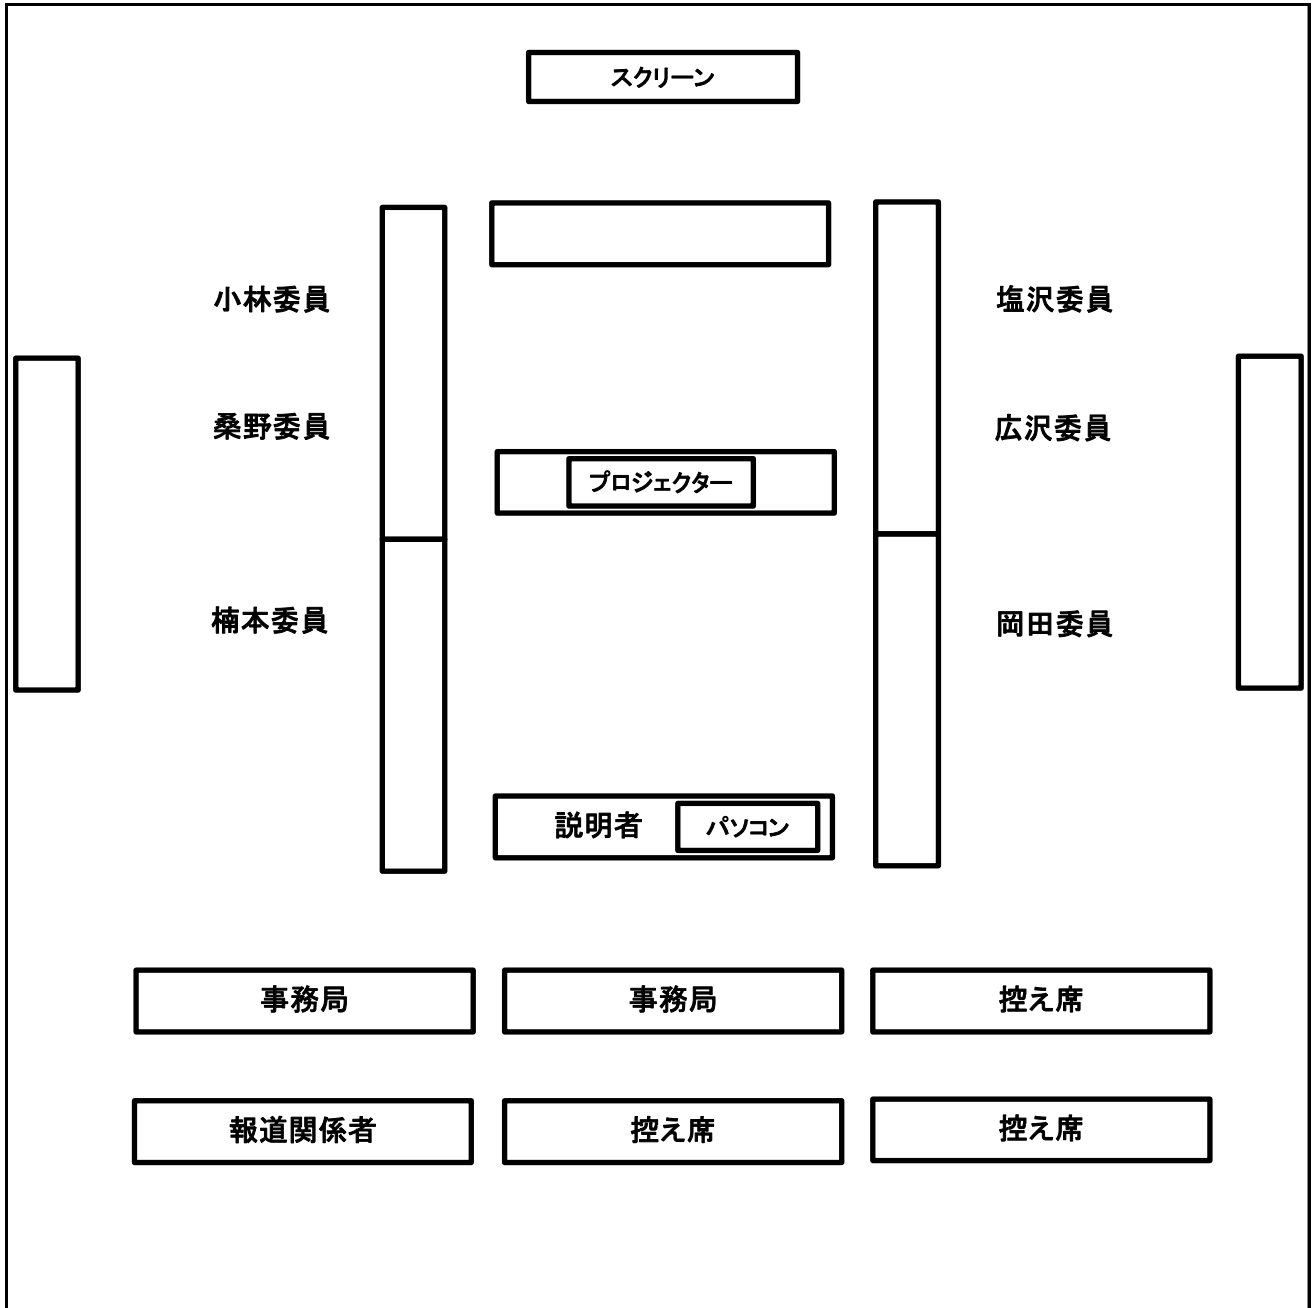 スクリーン
小林委員
塩沢委員
桑野委員
広沢委員
プロジェクター
楠本委員
岡田委員
説明者
パソコン
事務局
事務局
控え席
報道関係者
控え席
控え席